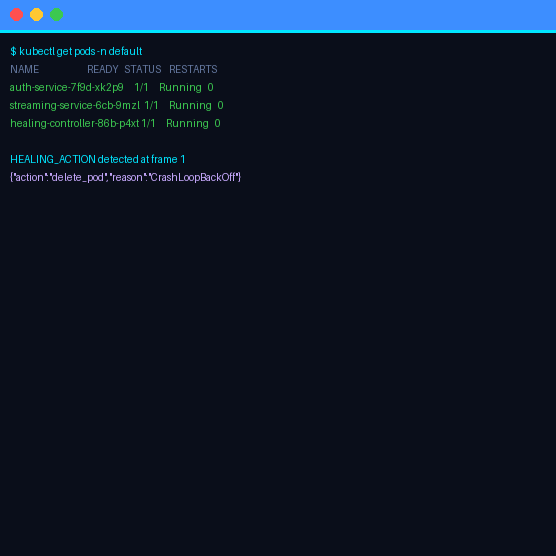 $ kubectl get pods -n default
NAME READY STATUS RESTARTS
auth-service-7f9d-xk2p9 1/1 Running 0
streaming-service-6cb-9mzl 1/1 Running 0
healing-controller-86b-p4xt 1/1 Running 0
HEALING_ACTION detected at frame 1
{"action":"delete_pod","reason":"CrashLoopBackOff"}